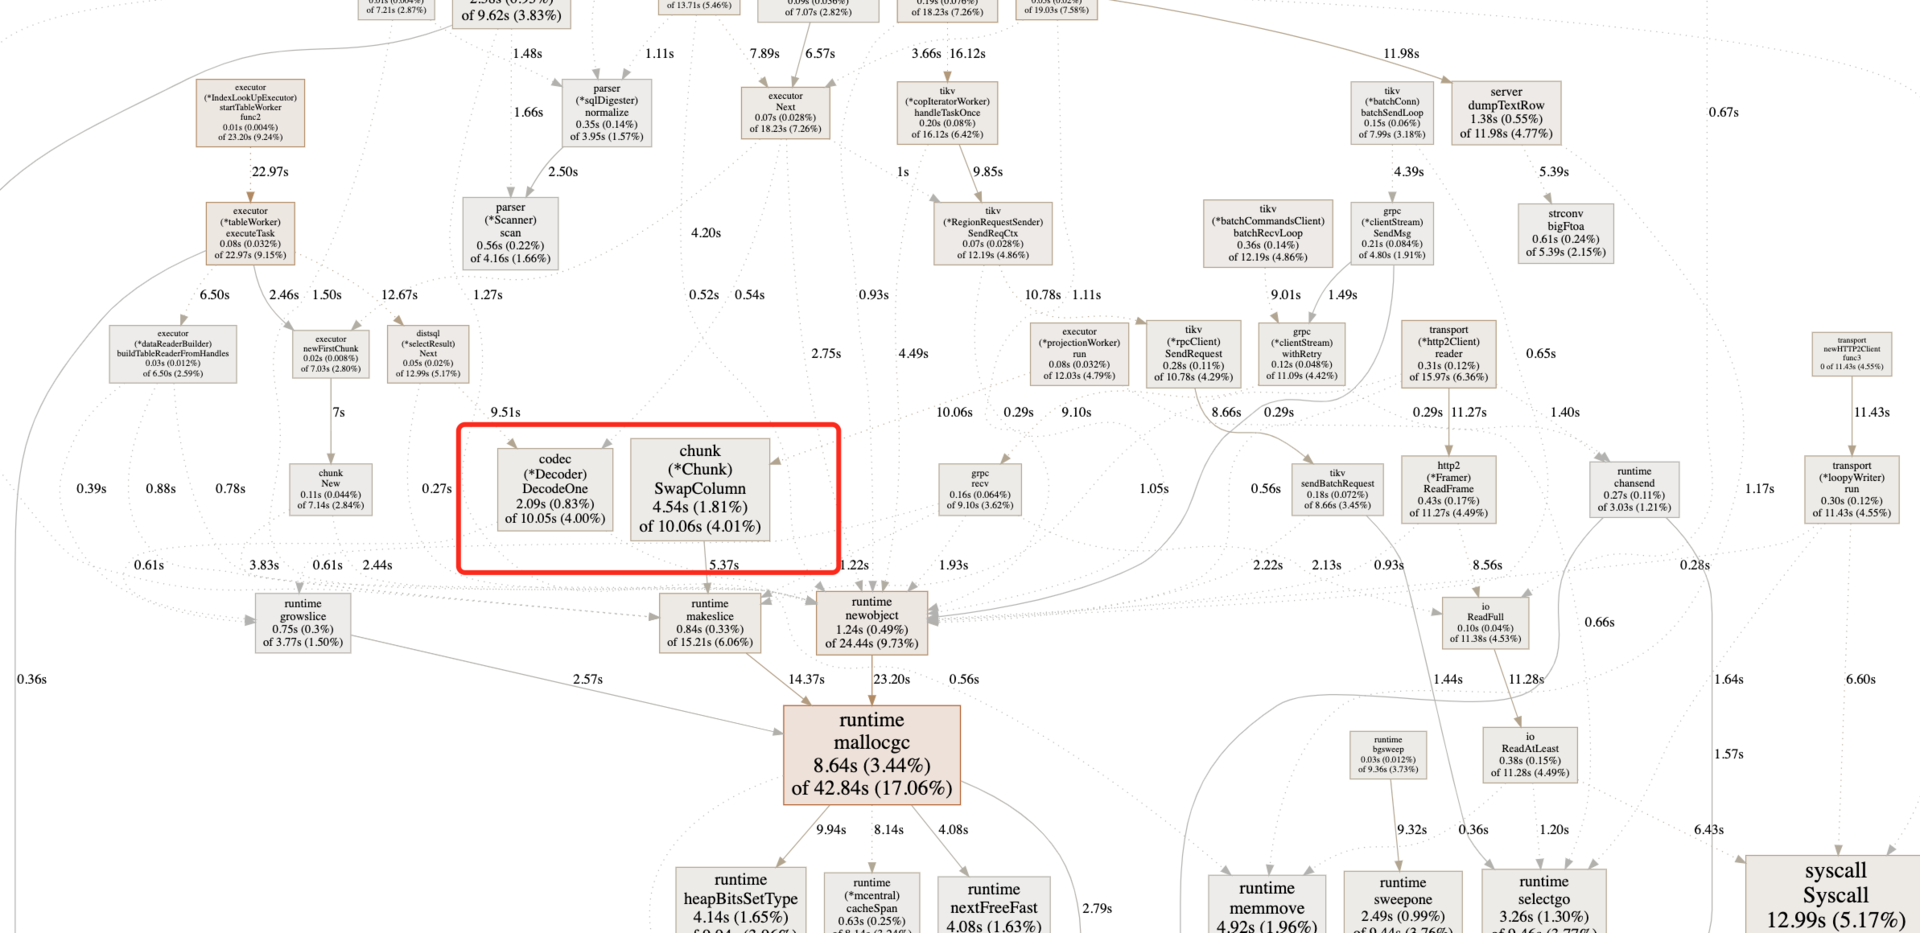 0.01s (0.004%)
of 7.21s (2.87%)
of 9.62s (3.83%)
of 13.71s (5.46%)
of 7.07s (2.82%)
0.19s (0.076%)
of 18.23s (7.26%)
of 19.03s (7.58%)
1.48s
1.11s
7.89s
6.57s
3.66s
16.12s
11.98s
executor
(*IndexLookUpExecutor)
startTableWorker
func2
0.01s (0.004%)
of 23.20s (9.24%)
parser
(*sqlDigester)
normalize
0.35s (0.14%)
of 3.95s (1.57%)
executor
Next
0.07s (0.028%)
of 18.23s (7.26%)
tikv
(*copIteratorWorker)
handleTaskOnce
0.20s (0.08%)
of 16.12s (6.42%)
tikv
(*batchConn)
batchSendLoop
0.15s (0.06%)
of 7.99s (3.18%)
server
dumpTextRow
1.38s (0.55%)
of 11.98s (4.77%)
1.66s
0.67s
22.97s
2.50s
1s
9.85s
4.39s
5.39s
executor
(*tableWorker)
executeTask
0.08s (0.032%)
of 22.97s (9.15%)
parser
(*Scanner)
scan
0.56s (0.22%)
of 4.16s (1.66%)
4.20s
tikv
(*RegionRequestSender)
SendReqCtx
0.07s (0.028%)
of 12.19s (4.86%)
tikv
(*batchCommandsClient)
batchRecvLoop
0.36s (0.14%)
of 12.19s (4.86%)
grpc
(*clientStream)
SendMsg
0.21s (0.084%)
of 4.80s (1.91%)
strconv
bigFtoa
0.61s (0.24%)
of 5.39s (2.15%)
6.50s
2.46s
1.50s
12.67s
1.27s
0.52s
0.54s
0.93s
10.78s
1.11s
9.01s
1.49s
executor
(*dataReaderBuilder)
buildTableReaderFromHandles
0.03s (0.012%)
of 6.50s (2.59%)
executor
newFirstChunk
0.02s (0.008%)
of 7.03s (2.80%)
distsql
(*selectResult)
Next
0.05s (0.02%)
of 12.99s (5.17%)
2.75s
4.49s
executor
(*projectionWorker)
run
0.08s (0.032%)
of 12.03s (4.79%)
tikv
(*rpcClient)
SendRequest
0.28s (0.11%)
of 10.78s (4.29%)
grpc
(*clientStream)
withRetry
0.12s (0.048%)
of 11.09s (4.42%)
transport
(*http2Client)
reader
0.31s (0.12%)
of 15.97s (6.36%)
0.65s
transport
newHTTP2Client
func3
0 of 11.43s (4.55%)
7s
9.51s
10.06s
0.29s
9.10s
8.66s
0.29s
0.29s
11.27s
1.40s
11.43s
codec
(*Decoder)
DecodeOne
2.09s (0.83%)
of 10.05s (4.00%)
chunk
(*Chunk)
SwapColumn
4.54s (1.81%)
of 10.06s (4.01%)
0.39s
0.88s
0.78s
chunk
New
0.11s (0.044%)
of 7.14s (2.84%)
0.27s
grpc
recv
0.16s (0.064%)
of 9.10s (3.62%)
1.05s
0.56s
tikv
sendBatchRequest
0.18s (0.072%)
of 8.66s (3.45%)
http2
(*Framer)
ReadFrame
0.43s (0.17%)
of 11.27s (4.49%)
runtime
chansend
0.27s (0.11%)
of 3.03s (1.21%)
1.17s
transport
(*loopyWriter)
run
0.30s (0.12%)
of 11.43s (4.55%)
0.61s
3.83s
0.61s
2.44s
5.37s
1.22s
1.93s
2.22s
2.13s
0.93s
8.56s
0.28s
runtime
growslice
0.75s (0.3%)
of 3.77s (1.50%)
runtime
makeslice
0.84s (0.33%)
of 15.21s (6.06%)
runtime
newobject
1.24s (0.49%)
of 24.44s (9.73%)
io
ReadFull
0.10s (0.04%)
of 11.38s (4.53%)
0.66s
0.36s
2.57s
14.37s
23.20s
0.56s
1.44s
11.28s
1.64s
6.60s
runtime
mallocgc
8.64s (3.44%)
of 42.84s (17.06%)
runtime
bgsweep
0.03s (0.012%)
of 9.36s (3.73%)
io
ReadAtLeast
0.38s (0.15%)
of 11.28s (4.49%)
1.57s
9.94s
8.14s
4.08s
9.32s
0.36s
1.20s
6.43s
runtime
heapBitsSetType
4.14s (1.65%)
runtime
(*mcentral)
cacheSpan
0.63s (0.25%)
runtime
nextFreeFast
4.08s (1.63%)
2.79s
runtime
memmove
4.92s (1.96%)
runtime
sweepone
2.49s (0.99%)
runtime
selectgo
3.26s (1.30%)
syscall
Syscall
12.99s (5.17%)